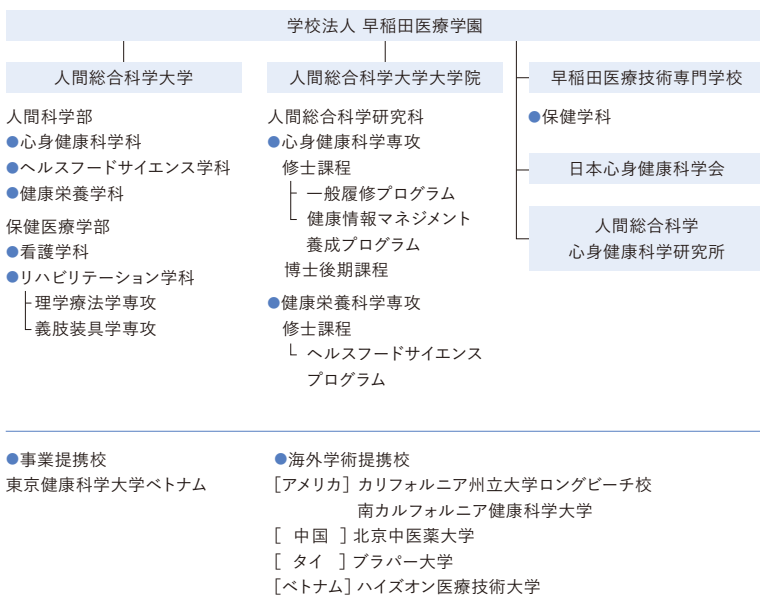 学校法人 早稲田医療学園
人間総合科学大学
人間科学部
●心身健康科学科
●ヘルスフードサイエンス学科
●健康栄養学科
保健医療学部
●看護学科
●リハビリテーション学科
理学療法学専攻
義肢装具学専攻
人間総合科学大学大学院
人間総合科学研究科
●心身健康科学専攻
修士課程
一般履修プログラム
健康情報マネジメント
養成プログラム
博士後期課程
●健康栄養科学専攻
修士課程
ヘルスフードサイエンス
プログラム
早稲田医療技術専門学校
●保健学科
日本心身健康科学会
人間総合科学
心身健康科学研究所
●事業提携校
東京健康科学大学ベトナム
●海外学術提携校
[アメリカ] カリフォルニア州立大学ロングビーチ校
南カルフォルニア健康科学大学
[ 中国 ] 北京中医薬大学
[ タイ ] ブラパー大学
[ベトナム] ハイズオン医療技術大学